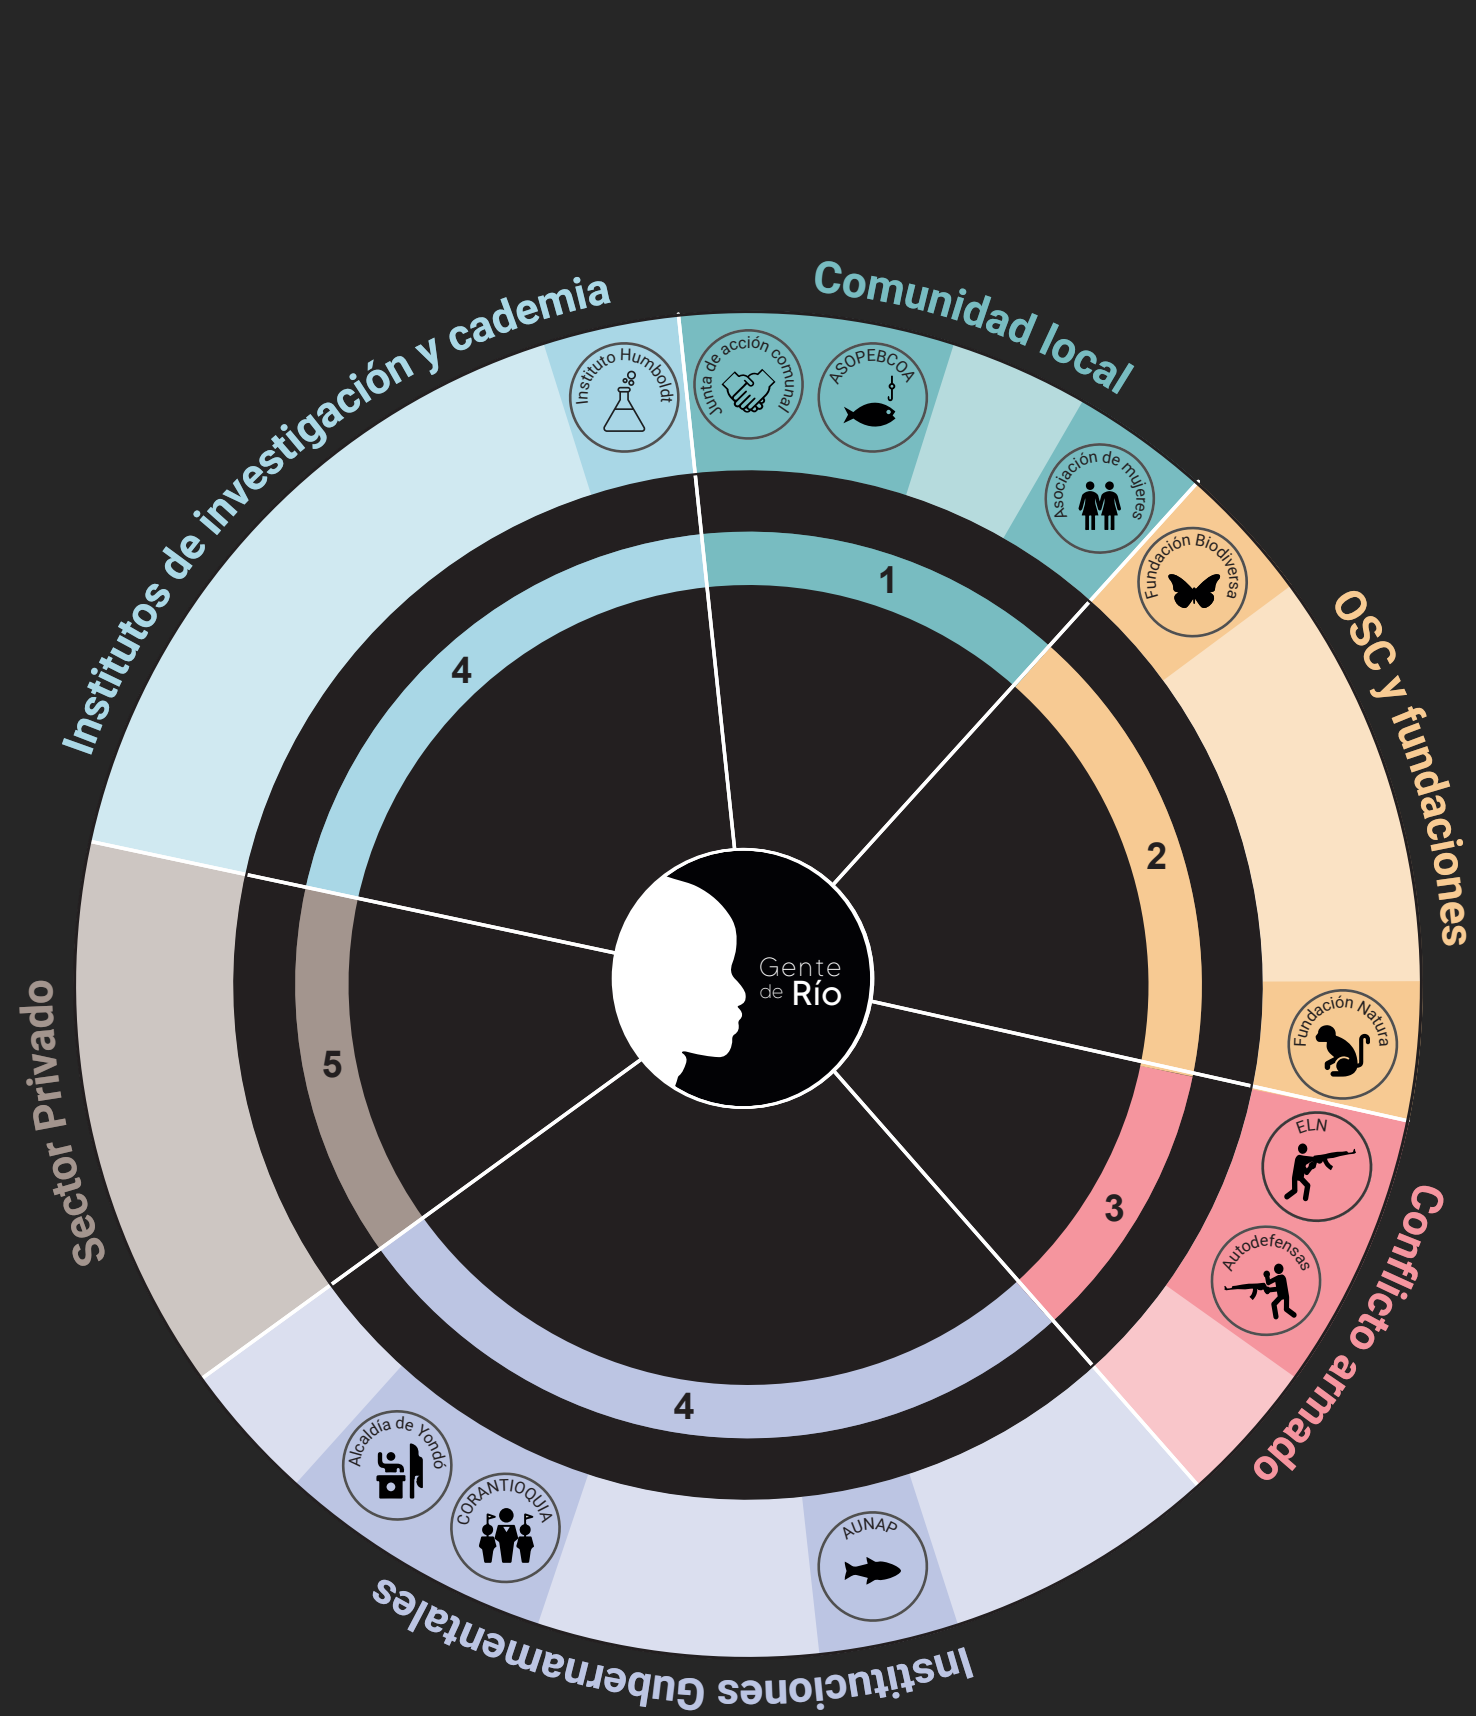 Comunidad local
Junta de acción comunal
ASOPEBCOA
Asociación de mujeres
1
OSC y fundaciones
Fundación Biodiversa
Fundación Natura
2
Conflicto armado
ELN
Autodefensas
3
Instituciones Gubernamentales
AUNAP
CORANTIOQUIA
Alcaldía de Yondó
4
Sector Privado
5
Institutos de investigación y cademia
Instituto Humboldt
4
Gente
de Río